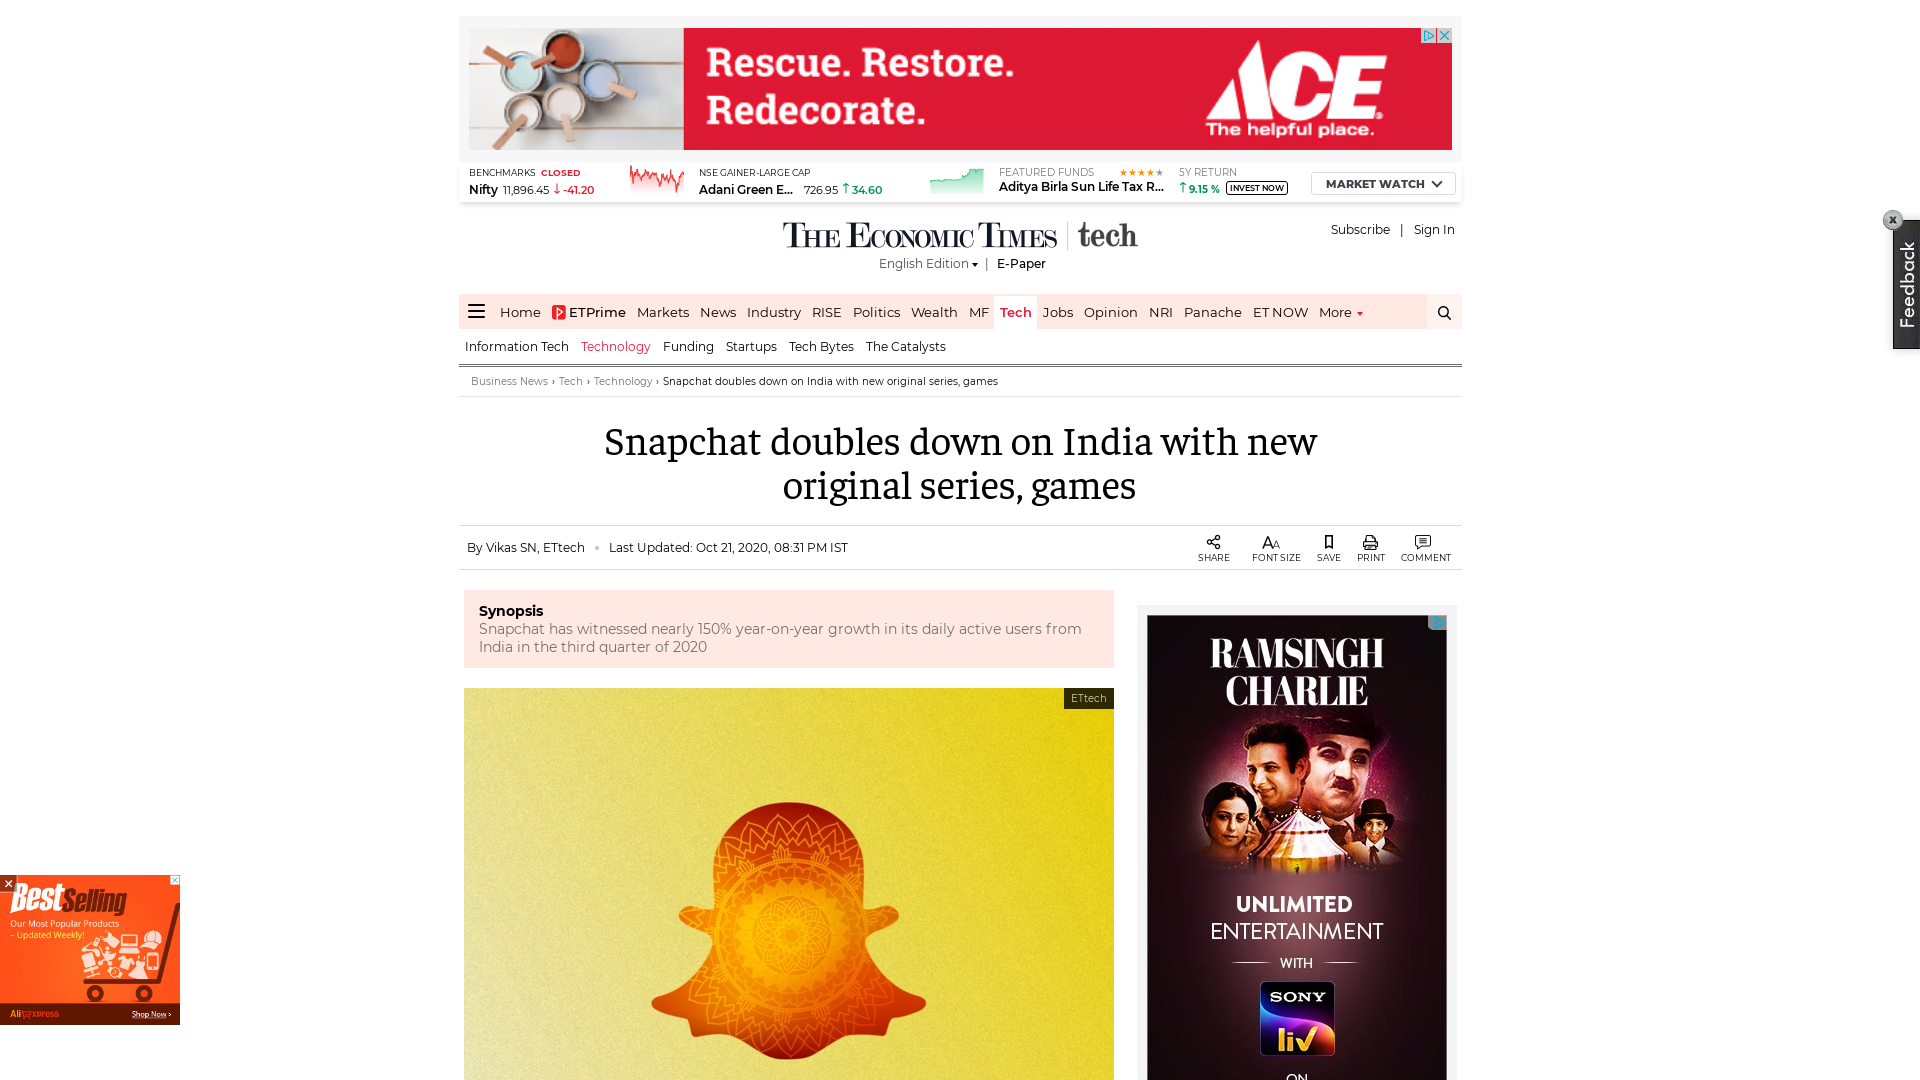 Rescue. Restore.
Redecorate.
ACE
The helpful place.
BENCHMARKS CLOSED
Nifty 11,896.45 -41.20
NSE GAINER-LARGE CAP
Adani Green E... 726.95 34.60
FEATURED FUNDS ★★★★★
Aditya Birla Sun Life Tax R...
5Y RETURN
9.15 % INVEST NOW
MARKET WATCH
THE ECONOMIC TIMES | tech
Subscribe | Sign In
English Edition | E-Paper
Feedback
Home ETPrime Markets News Industry RISE Politics Wealth MF Tech Jobs Opinion NRI Panache ET NOW More
Information Tech Technology Funding Startups Tech Bytes The Catalysts
Business News › Tech › Technology › Snapchat doubles down on India with new original series, games
Snapchat doubles down on India with new
original series, games
By Vikas SN, ETtech • Last Updated: Oct 21, 2020, 08:31 PM IST
SHARE FONT SIZE SAVE PRINT COMMENT
Synopsis
Snapchat has witnessed nearly 150% year-on-year growth in its daily active users from
India in the third quarter of 2020
ETtech
RAMSINGH
CHARLIE
UNLIMITED
ENTERTAINMENT
WITH
SONY
liv
ON
BEST Selling
Our Most Popular Products
– Updated Weekly!
AliExpress
Shop Now ›